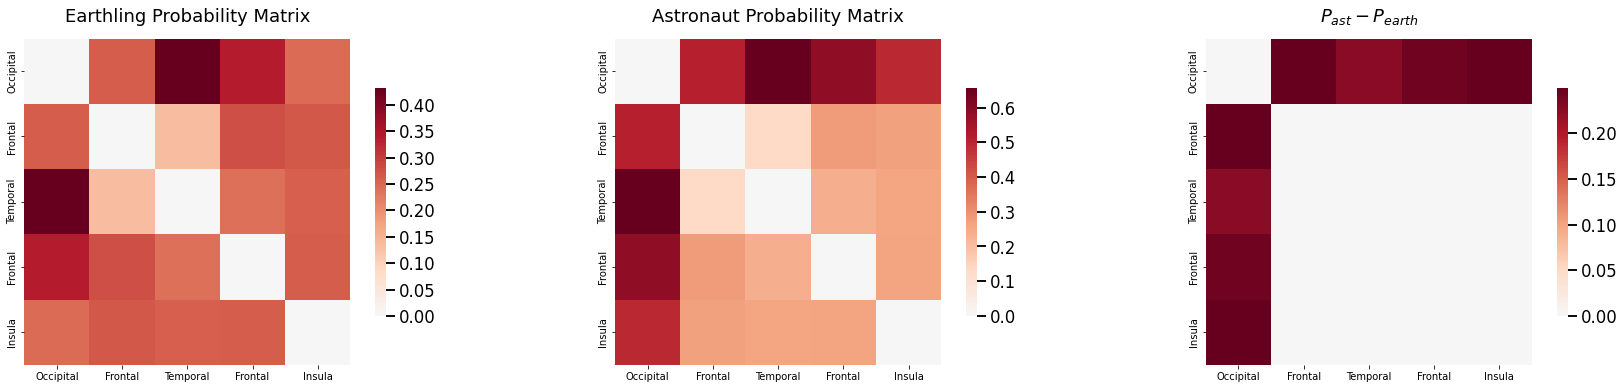 Earthling Probability Matrix
Occipital
Frontal
Temporal
Frontal
Insula
Occipital Frontal Temporal Frontal Insula
0.40
0.35
0.30
0.25
0.20
0.15
0.10
0.05
0.00
Astronaut Probability Matrix
Occipital
Frontal
Temporal
Frontal
Insula
Occipital Frontal Temporal Frontal Insula
0.6
0.5
0.4
0.3
0.2
0.1
0.0
P_ast − P_earth
Occipital
Frontal
Temporal
Frontal
Insula
Occipital Frontal Temporal Frontal Insula
0.20
0.15
0.10
0.05
0.00